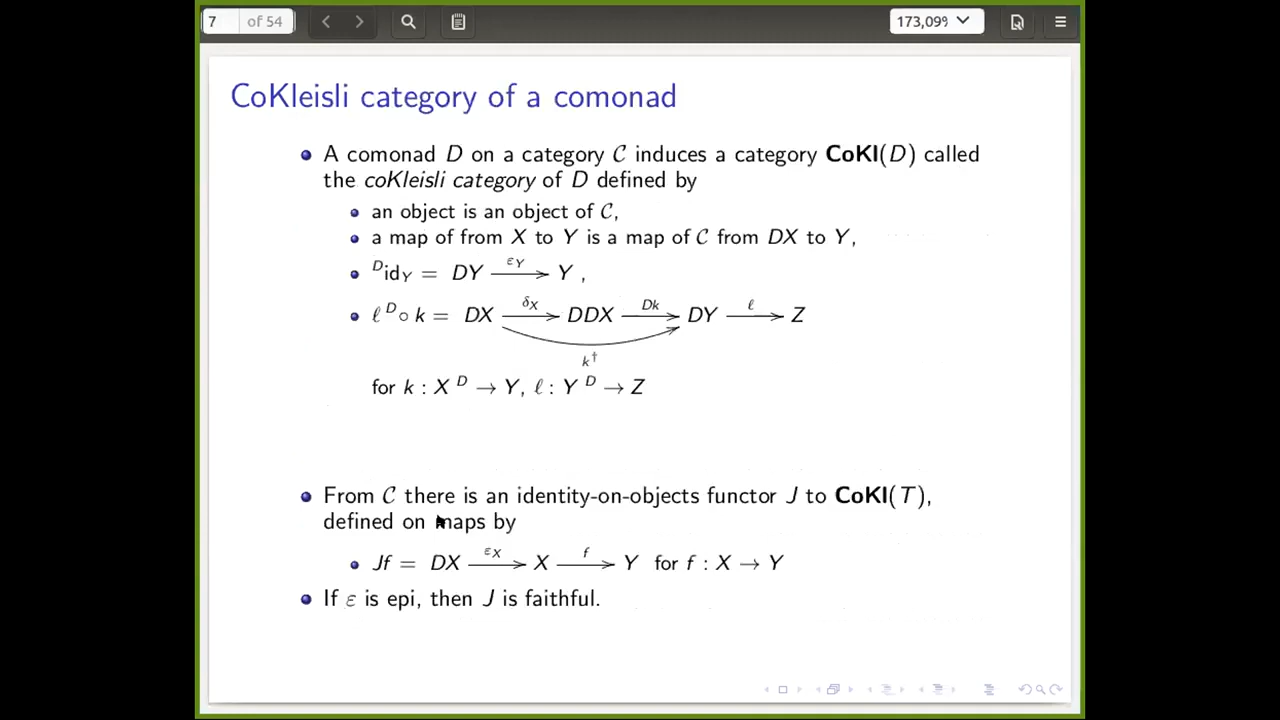 7 of 54 173,09%
CoKleisli category of a comonad
A comonad D on a category 𝒞 induces a category CoKl(D) called
the coKleisli category of D defined by
an object is an object of 𝒞,
a map of from X to Y is a map of 𝒞 from DX to Y,
ᴰid_Y = DY —ε_Y→ Y ,
ℓ ᴰ∘ k = DX —δ_X→ DDX —Dk→ DY —ℓ→ Z
k†
for k : X ᴰ → Y, ℓ : Y ᴰ → Z
From 𝒞 there is an identity-on-objects functor J to CoKl(T),
defined on maps by
Jf = DX —ε_X→ X —f→ Y for f : X → Y
If ε is epi, then J is faithful.